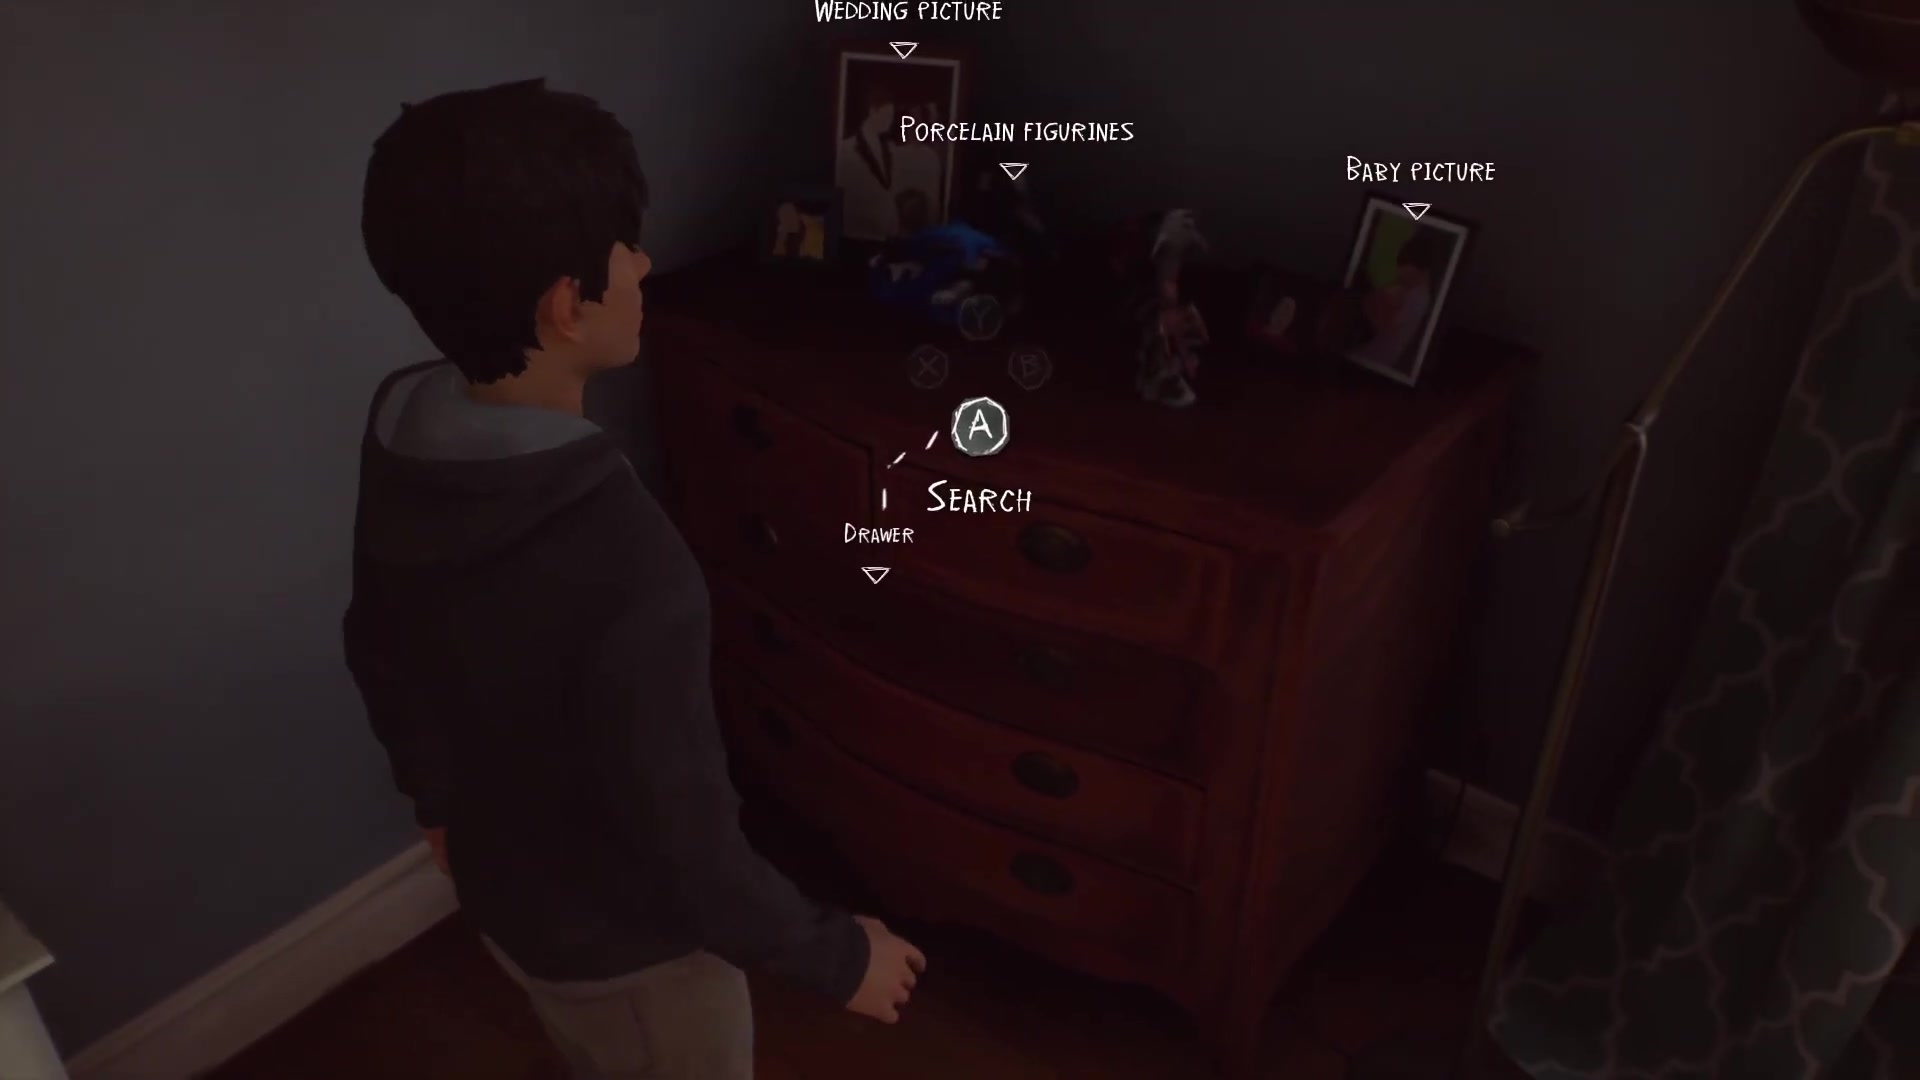 Wedding picture
Porcelain figurines
Baby picture
Y
X
B
A
Search
Drawer